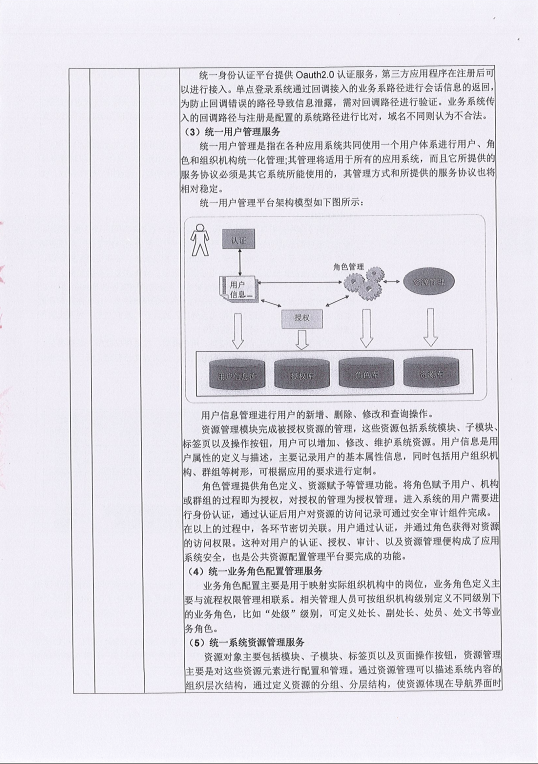 统一身份认证平台提供 Oauth2.0 认证服务，第三方应用程序在注册后可
以进行接入。单点登录系统通过回调接入的业务系路径进行会话信息的返回，
为防止回调错误的路径导致信息泄露，需对回调路径进行验证。业务系统传
入的回调路径与注册是配置的系统路径进行比对，域名不同则认为不合法。
（3）统一用户管理服务
统一用户管理是指在各种应用系统共同使用一个用户体系进行用户、角
色和组织机构统一化管理;其管理将适用于所有的应用系统，而且它所提供的
服务协议必须是其它系统所能使用的，其管理方式和所提供的服务协议也将
相对稳定。
统一用户管理平台架构模型如下图所示：
认证
角色管理
用户
信息
授权
用户信息管理进行用户的新增、删除、修改和查询操作。
资源管理模块完成被授权资源的管理，这些资源包括系统模块、子模块、
标签页以及操作按钮，用户可以增加、修改、维护系统资源。用户信息是用
户属性的定义与描述，主要记录用户的基本属性信息，同时包括用户组织机
构、群组等树形，可根据应用的要求进行定制。
角色管理提供角色定义、资源赋予等管理功能。将角色赋予用户、机构
或群组的过程即为授权，对授权的管理为授权管理。进入系统的用户需要进
行身份认证，通过认证后用户对资源的访问记录可通过安全审计组件完成。
在以上的过程中，各环节密切关联。用户通过认证，并通过角色获得对资源
的访问权限。这种对用户的认证、授权、审计、以及资源管理便构成了应用
系统安全，也是公共资源配置管理平台要完成的功能。
（4）统一业务角色配置管理服务
业务角色配置主要是用于映射实际组织机构中的岗位，业务角色定义主
要与流程权限管理相联系。相关管理人员可按组织机构级别定义不同级别下
的业务角色，比如“处级”级别，可定义处长、副处长、处员、处文书等业
务角色。
（5）统一系统资源管理服务
资源对象主要包括模块、子模块、标签页以及页面操作按钮，资源管理
主要是对这些资源元素进行配置和管理。通过资源管理可以描述系统内容的
组织层次结构，通过定义资源的分组、分层结构，使资源体现在导航界面时